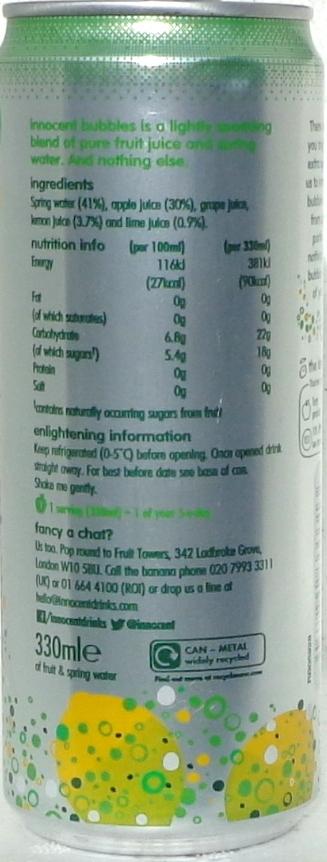 innocent bubbles is a lightly sparkling
blend of pure fruit juice and spring
water. And nothing else.
ingredients
Spring water (41%), apple juice (30%), grape juice,
lemon juice (3.7%) and lime juice (0.9%).
nutrition info (per 100ml) (per 330ml)
Energy 116kJ 381kJ
(27kcal) (90kcal)
Fat 0g 0g
(of which saturates) 0g 0g
Carbohydrate 6.8g 22g
(of which sugars†) 5.4g 18g
Protein 0g 0g
Salt 0g 0g
†contains naturally occurring sugars from fruit
enlightening information
Keep refrigerated (0-5°C) before opening. Once opened drink
straight away. For best before date see base of can.
Shake me gently.
1 serving (330ml) = 1 of your 5-a-day
fancy a chat?
Us too. Pop round to Fruit Towers, 342 Ladbroke Grove,
London W10 5BU. Call the banana phone 020 7993 3311
(UK) or 01 664 4100 (ROI) or drop us a line at
hello@innocentdrinks.com
/innocentdrinks @innocent
330ml e
of fruit & spring water
CAN – METAL
widely recycled
Find out more at recyclenow.com